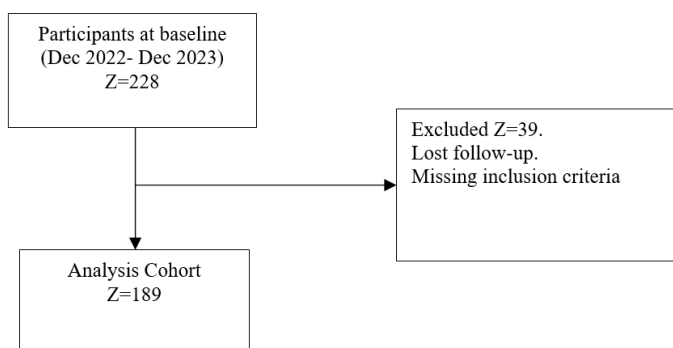 Participants at baseline
(Dec 2022- Dec 2023)
Z=228
Excluded Z=39.
Lost follow-up.
Missing inclusion criteria
Analysis Cohort
Z=189